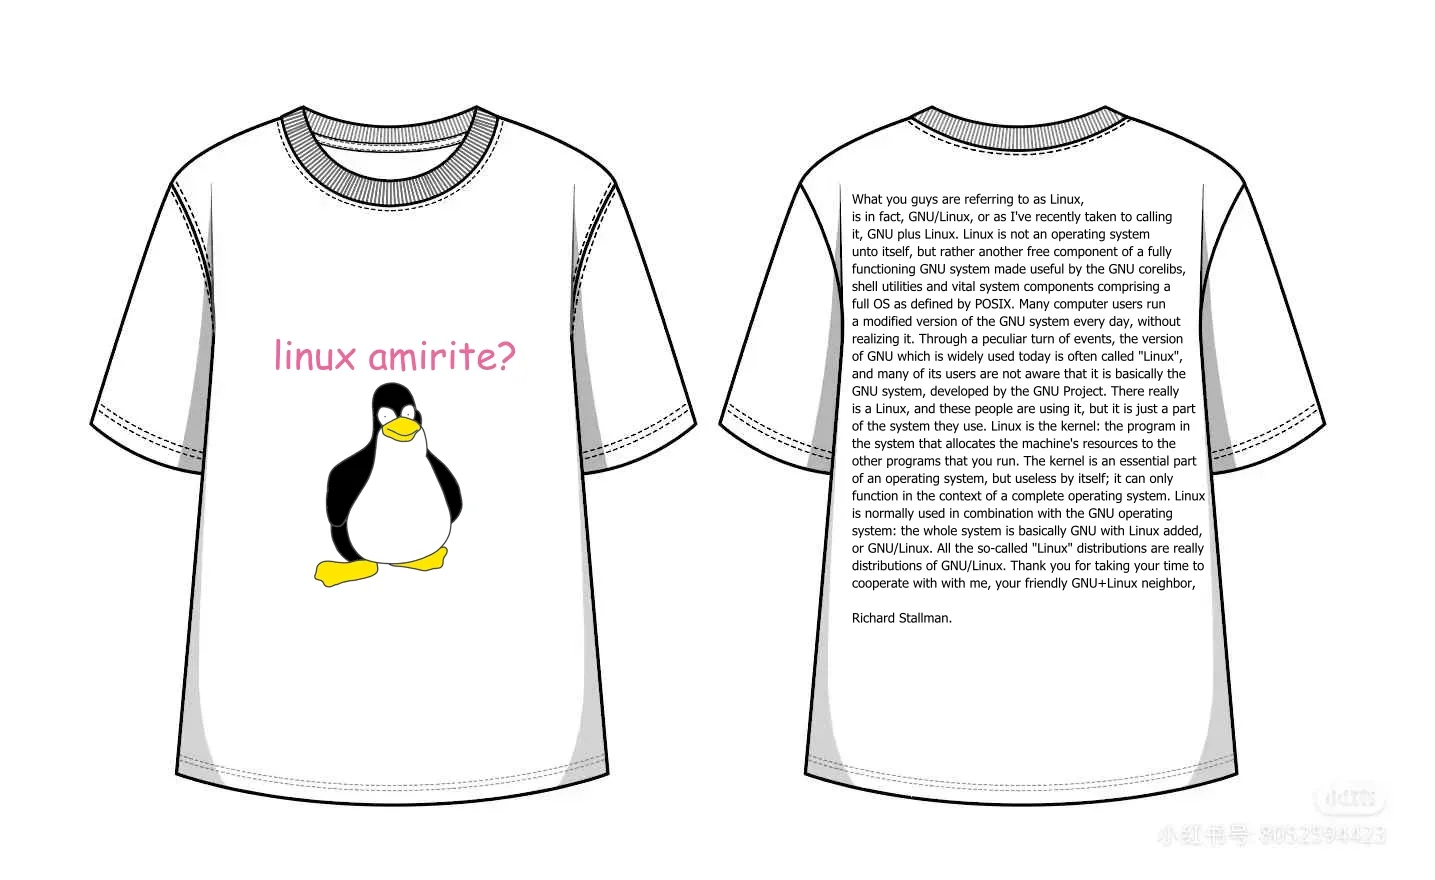 linux amirite?
What you guys are referring to as Linux,
is in fact, GNU/Linux, or as I've recently taken to calling
it, GNU plus Linux. Linux is not an operating system
unto itself, but rather another free component of a fully
functioning GNU system made useful by the GNU corelibs,
shell utilities and vital system components comprising a
full OS as defined by POSIX. Many computer users run
a modified version of the GNU system every day, without
realizing it. Through a peculiar turn of events, the version
of GNU which is widely used today is often called "Linux",
and many of its users are not aware that it is basically the
GNU system, developed by the GNU Project. There really
is a Linux, and these people are using it, but it is just a part
of the system they use. Linux is the kernel: the program in
the system that allocates the machine's resources to the
other programs that you run. The kernel is an essential part
of an operating system, but useless by itself; it can only
function in the context of a complete operating system. Linux
is normally used in combination with the GNU operating
system: the whole system is basically GNU with Linux added,
or GNU/Linux. All the so-called "Linux" distributions are really
distributions of GNU/Linux. Thank you for taking your time to
cooperate with with me, your friendly GNU+Linux neighbor,
Richard Stallman.
小红书号: 8052594423